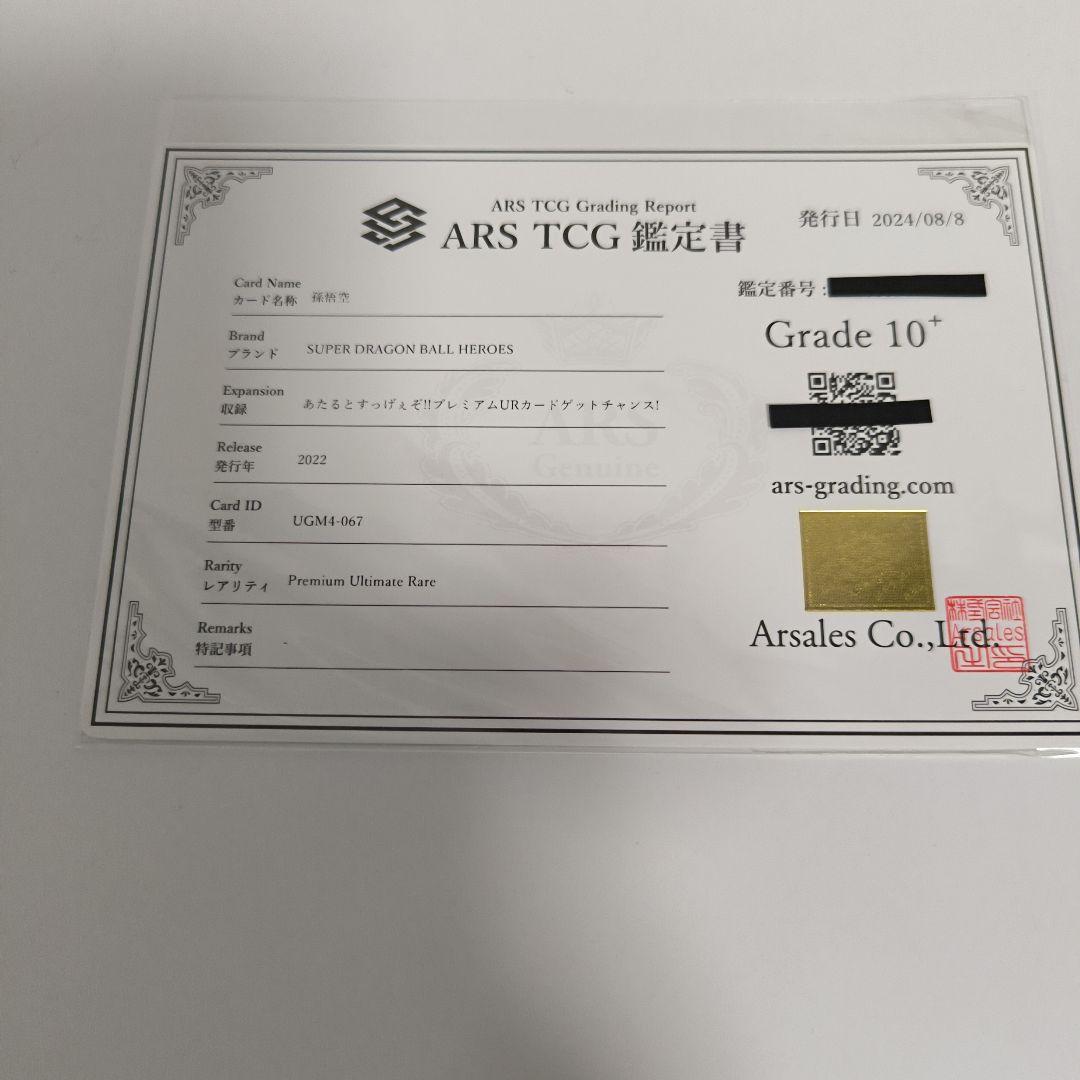 ARS TCG Grading Report
ARS TCG 鑑定書
発行日 2024/08/8
Card Name
カード名称 孫悟空
Brand
ブランド SUPER DRAGON BALL HEROES
Expansion
収録 あたるとすっげぇぞ!!プレミアムURカードゲットチャンス!
Release
発行年 2022
Card ID
型番 UGM4-067
Rarity
レアリティ Premium Ultimate Rare
Remarks
特記事項 -
鑑定番号 :
Grade 10+
ars-grading.com
Arsales Co.,Ltd.
ARS
Genuine
Arsales